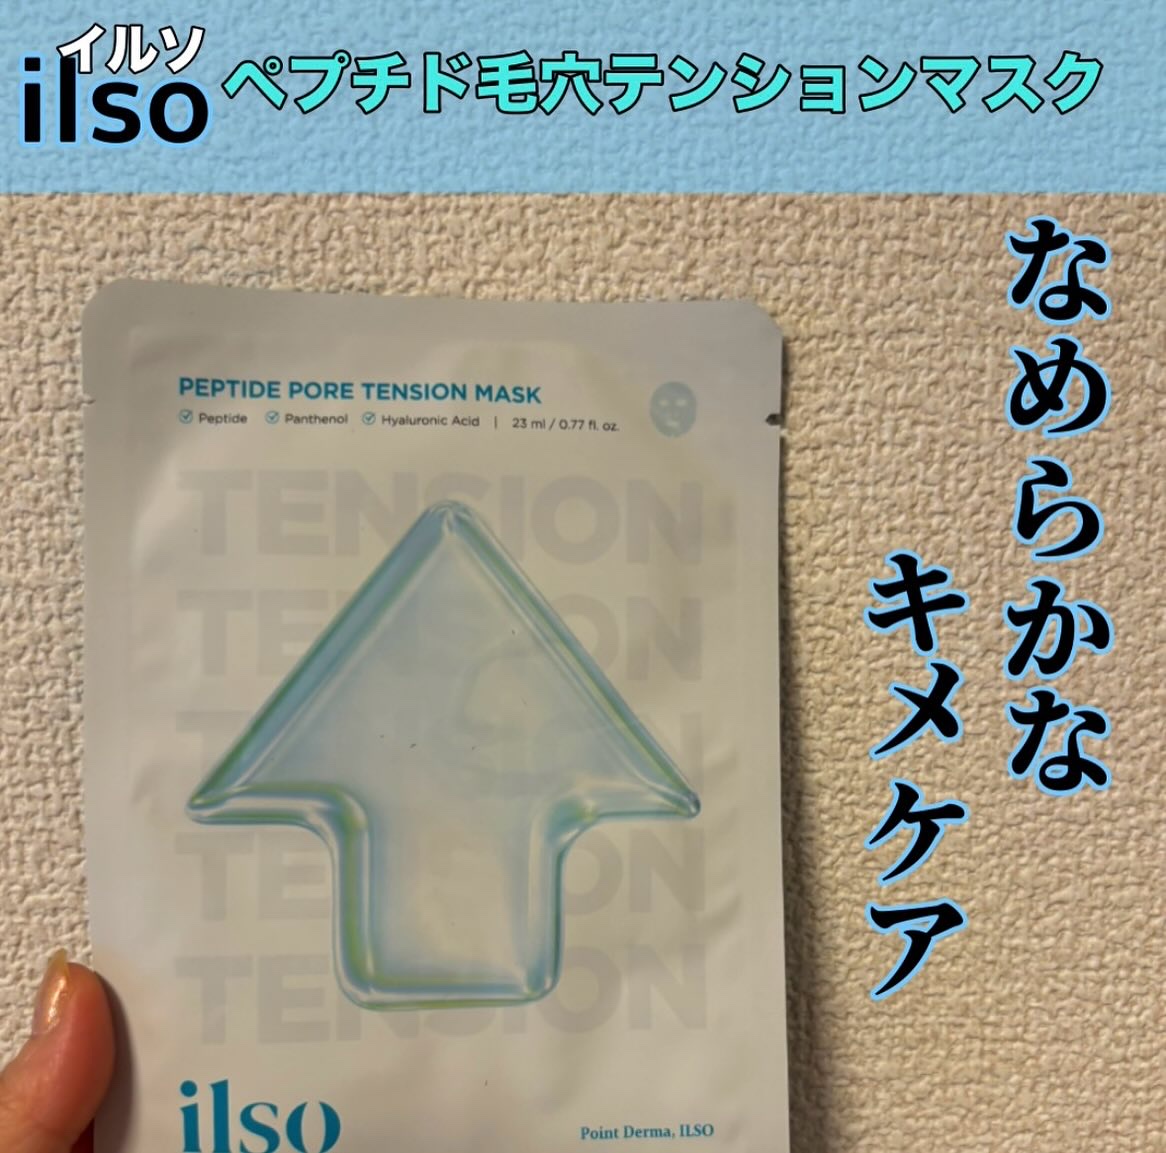 イルソ
ilso ペプチド毛穴テンションマスク
なめらかな
キメケア
PEPTIDE PORE TENSION MASK
Peptide Panthenol Hyaluronic Acid | 23 ml / 0.77 fl. oz.
TENSION
TENSION
TENSION
TENSION
TENSION
ilso
Point Derma, ILSO